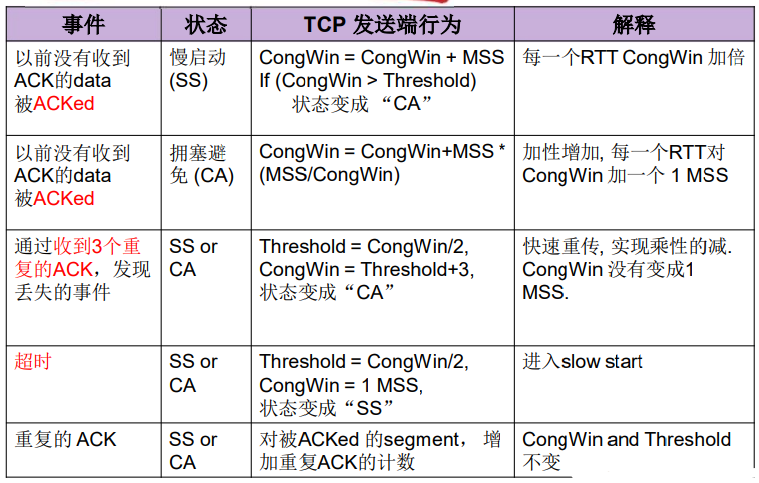 事件 状态 TCP 发送端行为 解释
以前没有收到
ACK的data
被ACKed
慢启动
(SS)
CongWin = CongWin + MSS
If (CongWin > Threshold)
状态变成 “CA”
每一个RTT CongWin 加倍
以前没有收到
ACK的data
被ACKed
拥塞避
免 (CA)
CongWin = CongWin+MSS *
(MSS/CongWin)
加性增加, 每一个RTT对
CongWin 加一个 1 MSS
通过收到3个重
复的ACK，发现
丢失的事件
SS or
CA
Threshold = CongWin/2,
CongWin = Threshold+3,
状态变成“CA”
快速重传, 实现乘性的减.
CongWin 没有变成1
MSS.
超时
SS or
CA
Threshold = CongWin/2,
CongWin = 1 MSS,
状态变成“SS”
进入slow start
重复的 ACK
SS or
CA
对被ACKed 的segment， 增
加重复ACK的计数
CongWin and Threshold
不变